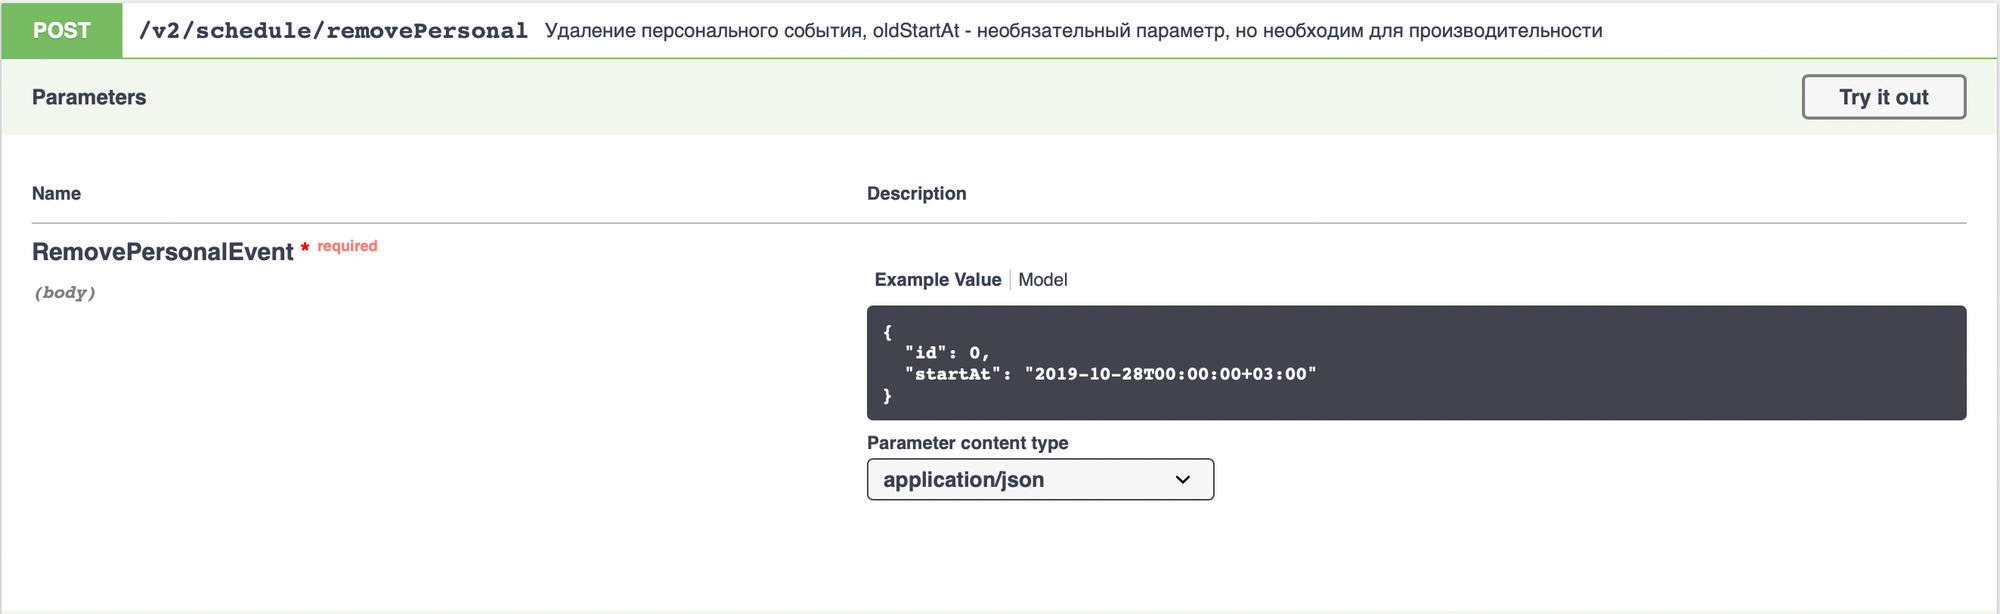 POST /v2/schedule/removePersonal Удаление персонального события, oldStartAt - необязательный параметр, но необходим для производительности
Parameters Try it out
Name Description
RemovePersonalEvent * required
(body)
Example Value Model
{
"id": 0,
"startAt": "2019-10-28T00:00:00+03:00"
}
Parameter content type
application/json